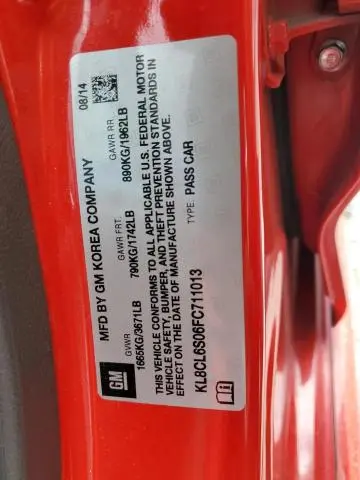 MFD BY GM KOREA COMPANY 08/14
GVWR GAWR FRT. GAWR RR.
1665KG/3671LB 790KG/1742LB 890KG/1962LB
THIS VEHICLE CONFORMS TO ALL APPLICABLE U.S. FEDERAL MOTOR
VEHICLE SAFETY, BUMPER, AND THEFT PREVENTION STANDARDS IN
EFFECT ON THE DATE OF MANUFACTURE SHOWN ABOVE.
KL8CL6S06FC711013 TYPE: PASS CAR
GM